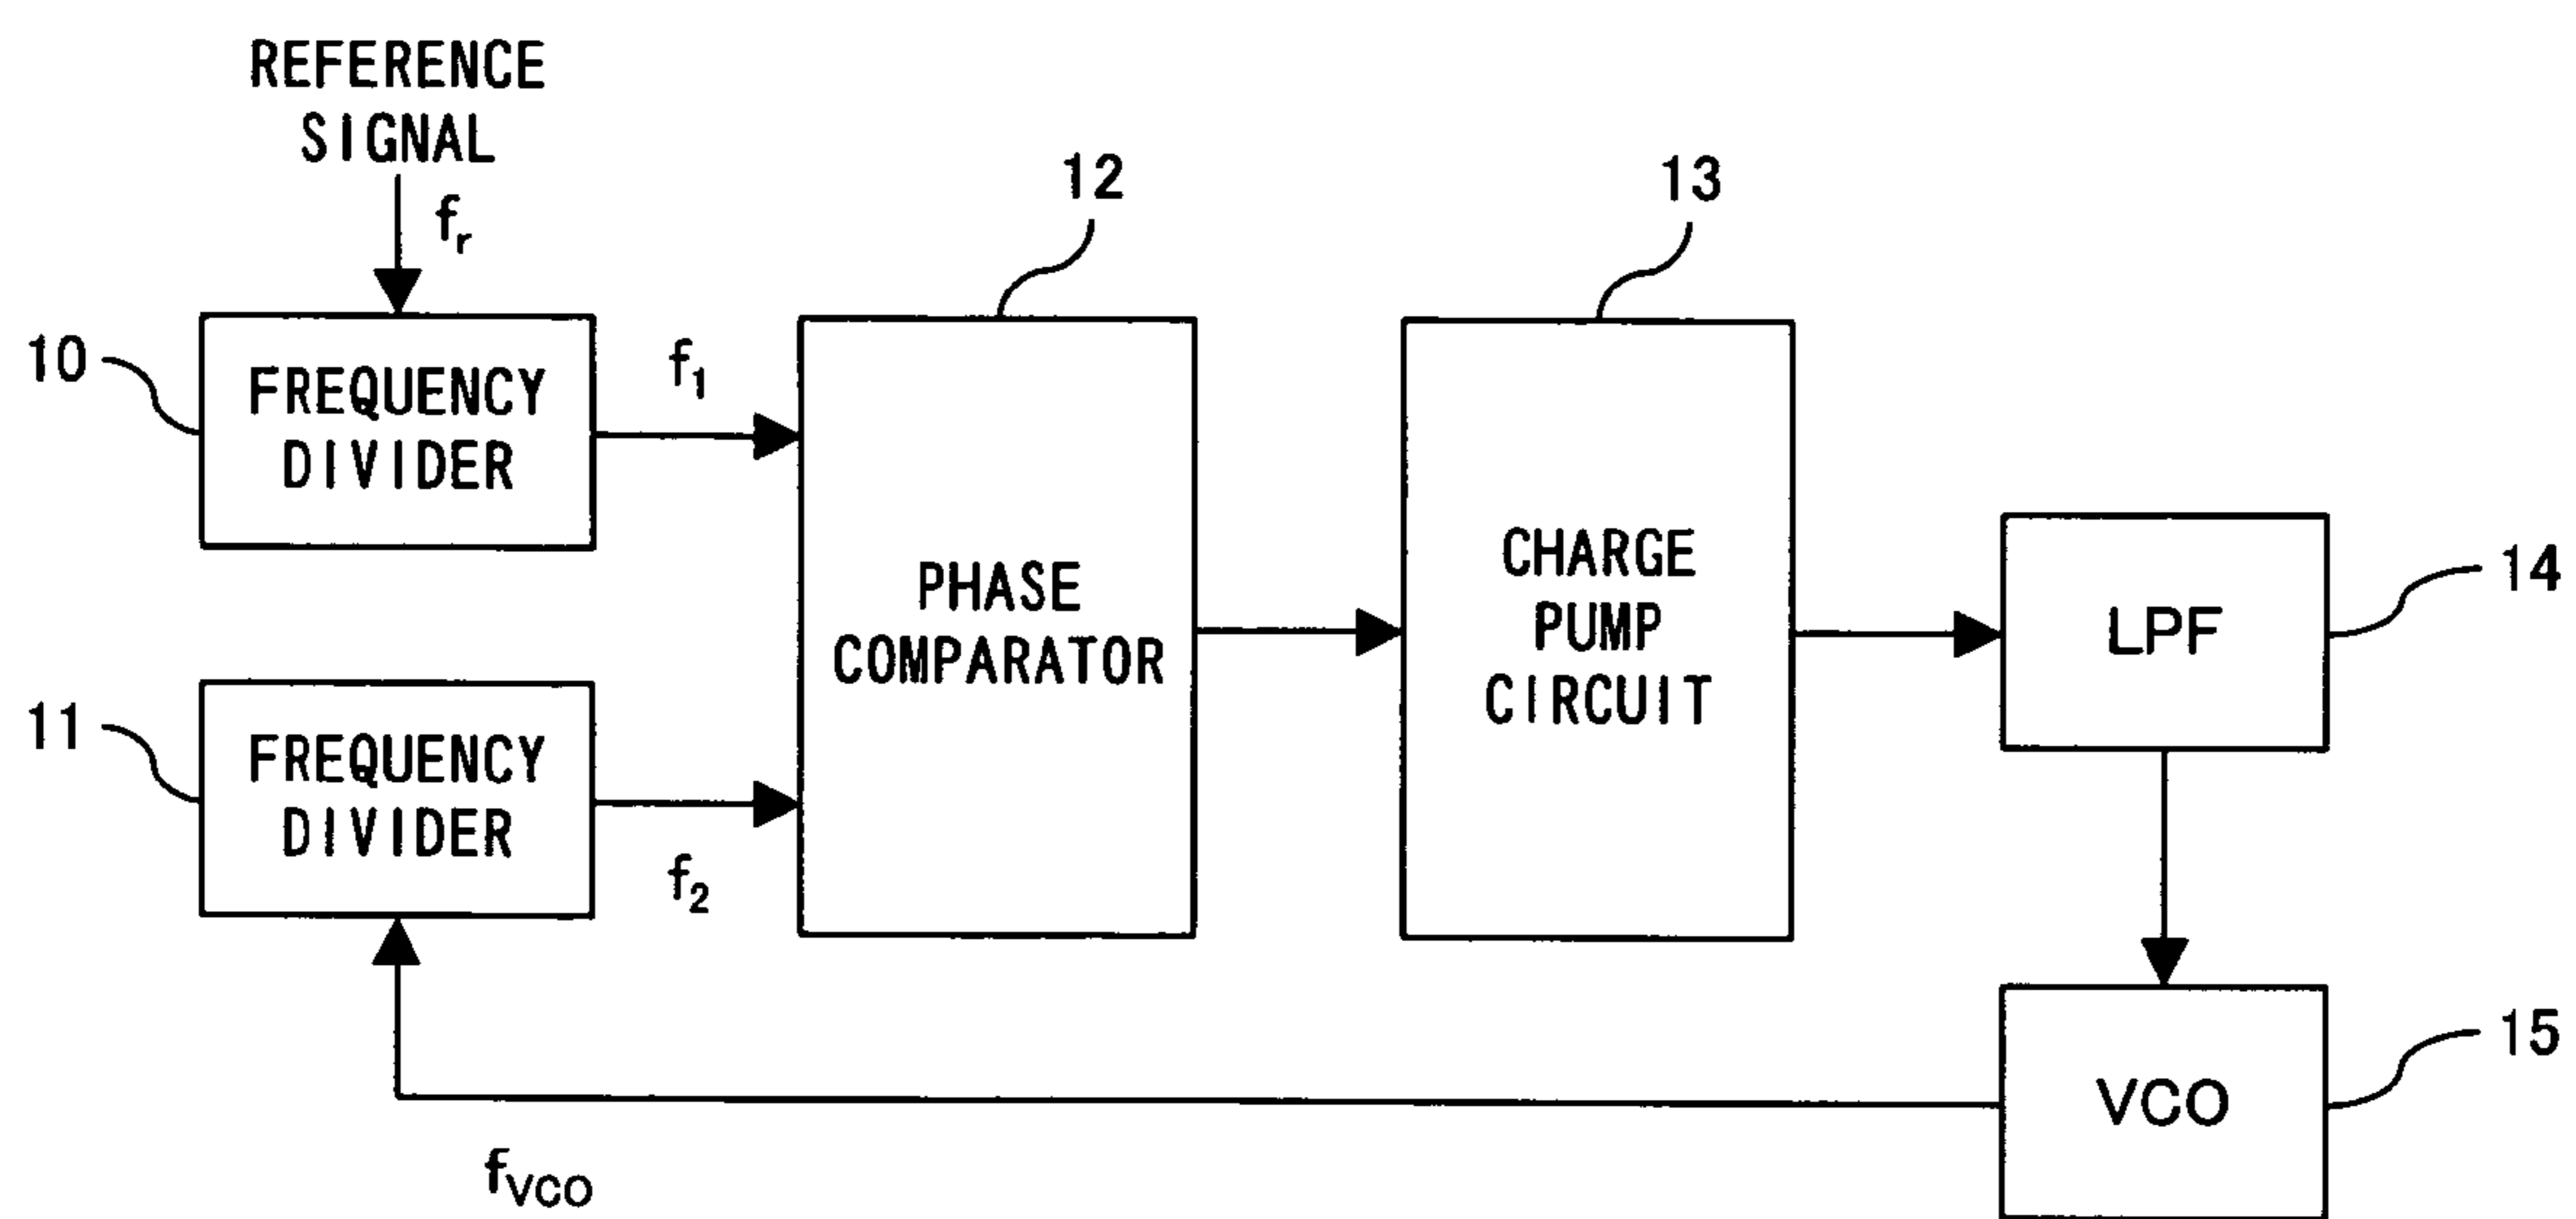 REFERENCE
SIGNAL
fr
12
13
10
FREQUENCY
DIVIDER
f1
PHASE
COMPARATOR
CHARGE
PUMP
CIRCUIT
LPF
14
11
FREQUENCY
DIVIDER
f2
VCO
15
fVCO